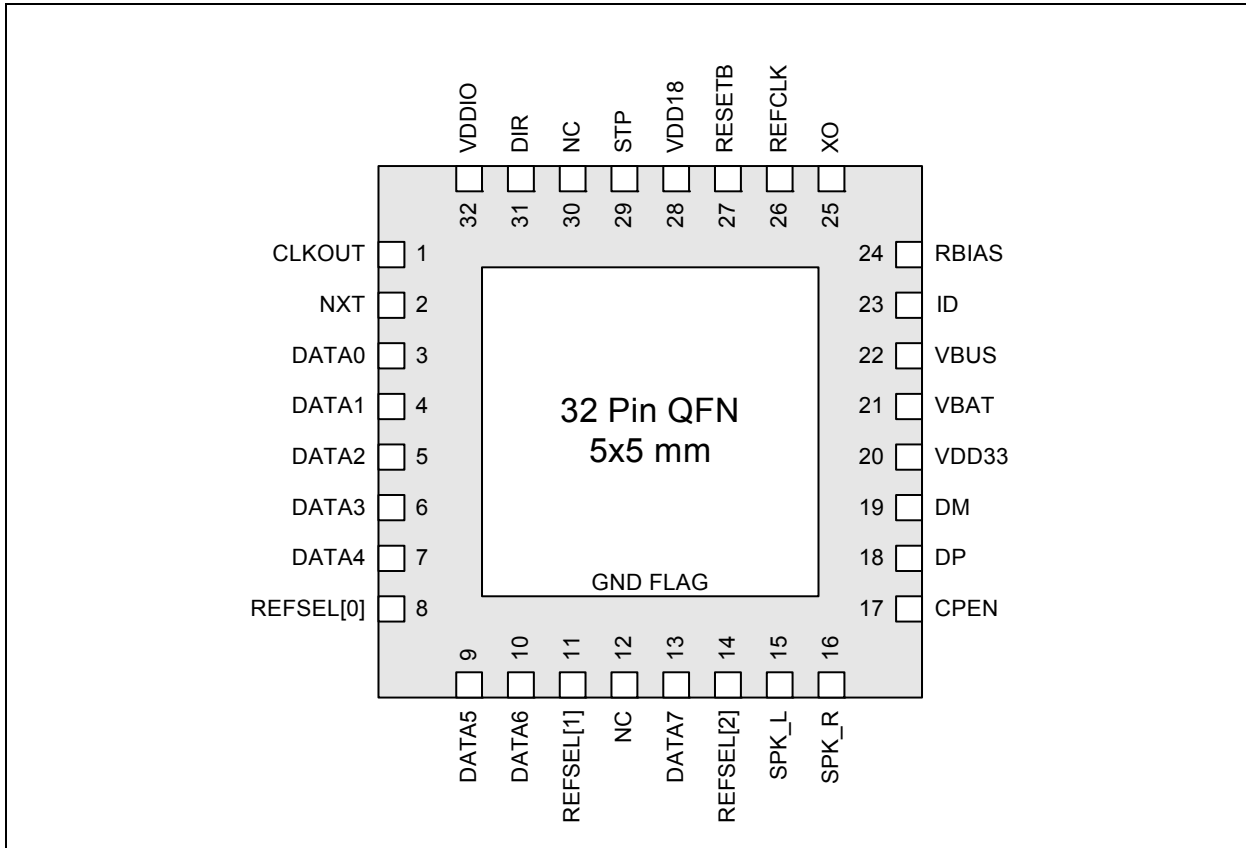 VDDIO
DIR
NC
STP
VDD18
RESETB
REFCLK
XO
32
31
30
29
28
27
26
25
CLKOUT 1
NXT 2
DATA0 3
DATA1 4
DATA2 5
DATA3 6
DATA4 7
REFSEL[0] 8
32 Pin QFN
5x5 mm
GND FLAG
24 RBIAS
23 ID
22 VBUS
21 VBAT
20 VDD33
19 DM
18 DP
17 CPEN
9
10
11
12
13
14
15
16
DATA5
DATA6
REFSEL[1]
NC
DATA7
REFSEL[2]
SPK_L
SPK_R